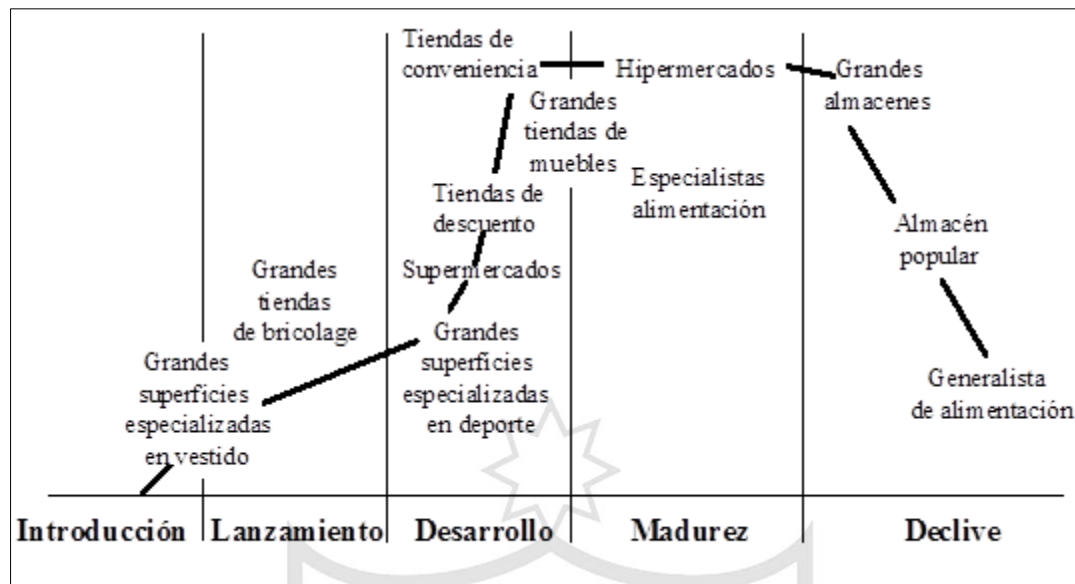 Tiendas de
conveniencia
Hipermercados
Grandes
almacenes
Grandes
tiendas de
muebles
Especialistas
alimentación
Tiendas de
descuento
Almacén
popular
Grandes
tiendas
de bricolage
Supermercados
Grandes
superfícies
especializadas
en deporte
Grandes
superfícies
especializadas
en vestido
Generalista
de alimentación
Introducción
Lanzamiento
Desarrollo
Madurez
Declive